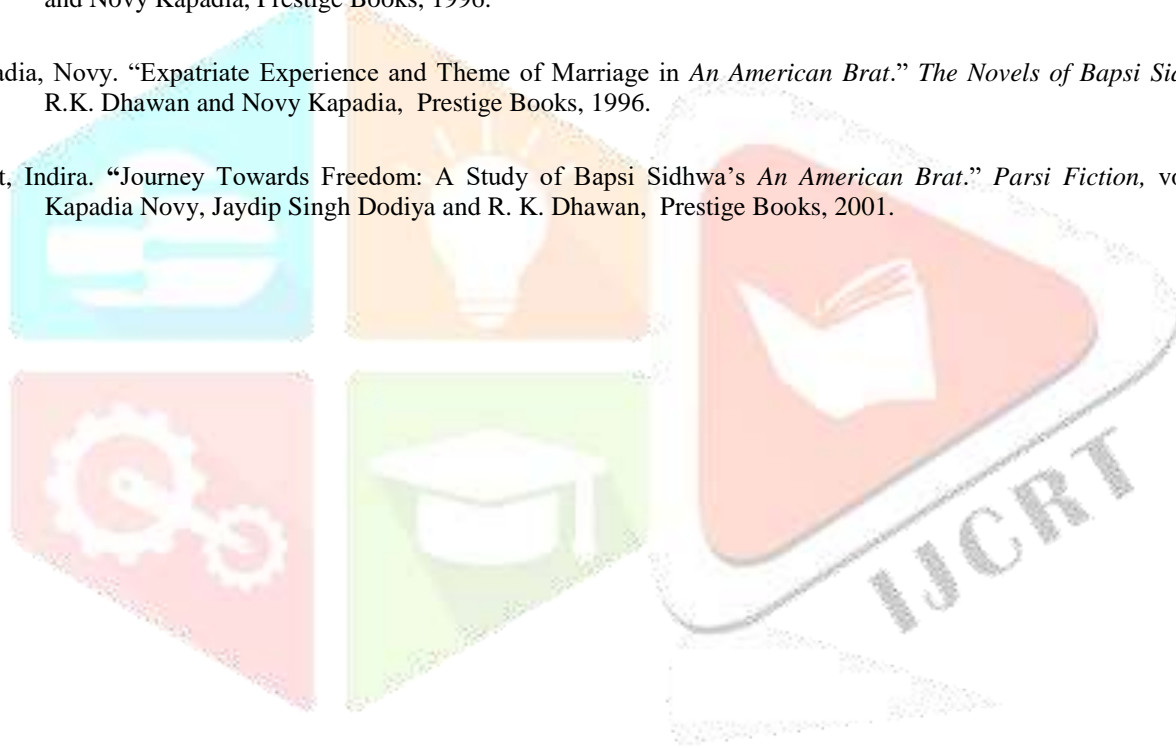 and Novy Kapadia, Prestige Books, 1996.
adia, Novy. “Expatriate Experience and Theme of Marriage in An American Brat.” The Novels of Bapsi
R.K. Dhawan and Novy Kapadia, Prestige Books, 1996.
Indira. “Journey Towards Freedom: A Study of Bapsi Sidhwa’s An American Brat.” Parsi Fiction,
Kapadia Novy, Jaydip Singh Dodiya and R. K. Dhawan, Prestige Books, 2001.
IJCRT